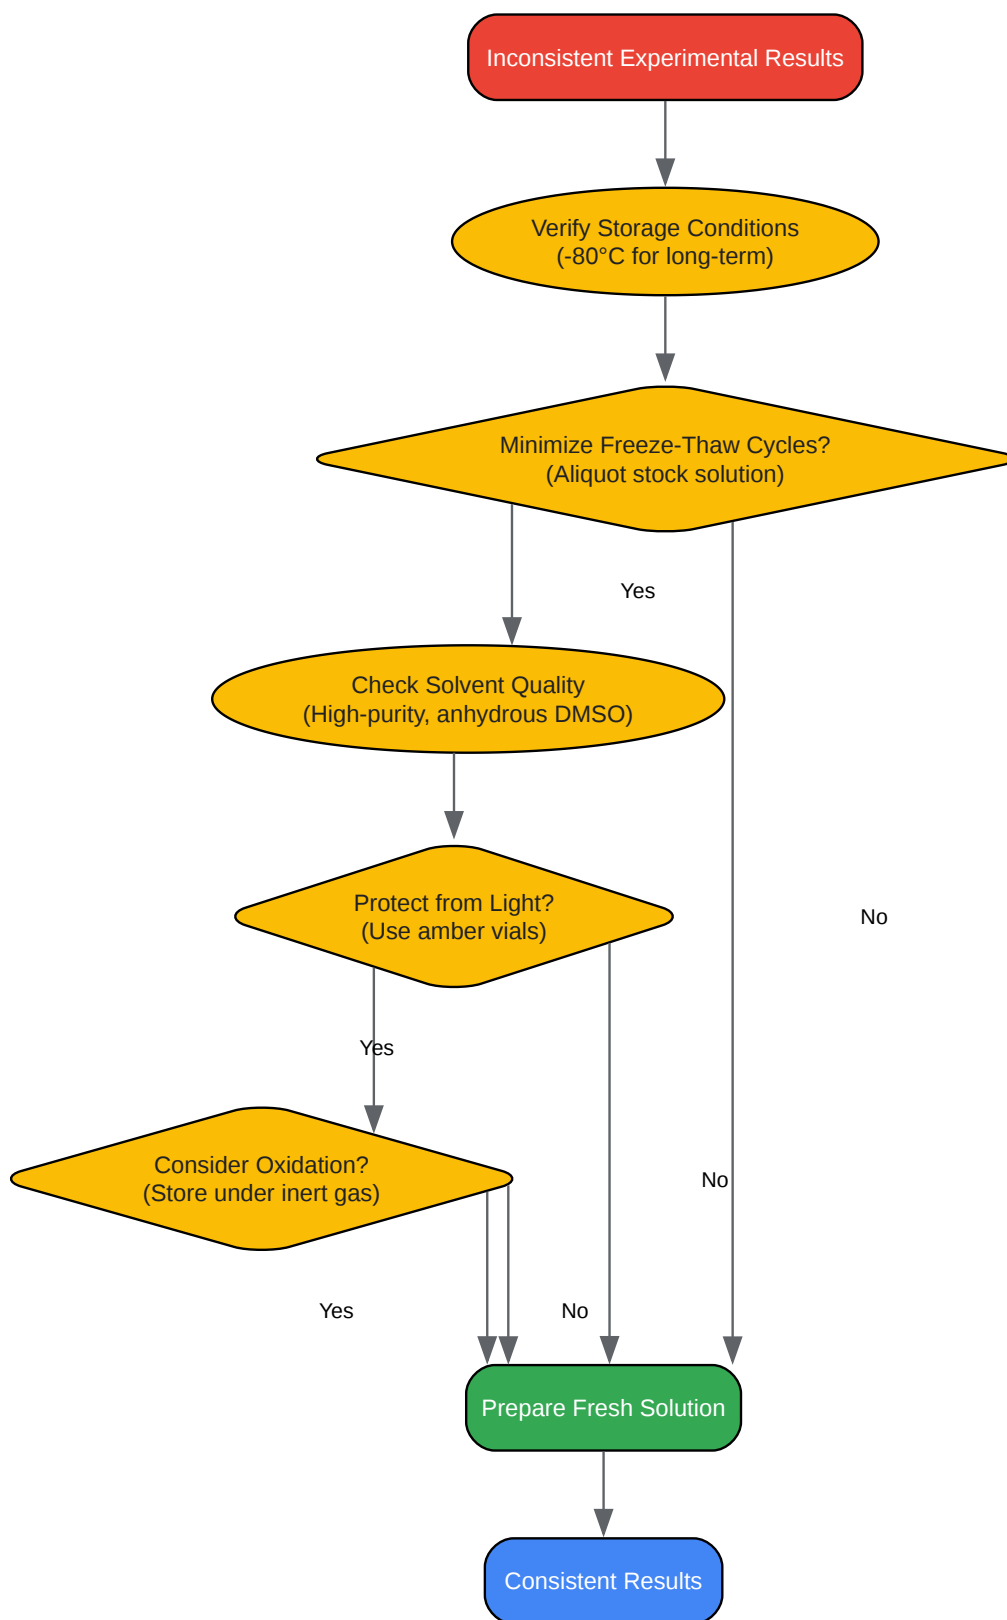 Inconsistent Experimental Results
Verify Storage Conditions
(-80°C for long-term)
Minimize Freeze-Thaw Cycles?
(Aliquot stock solution)
Yes
Check Solvent Quality
(High-purity, anhydrous DMSO)
Protect from Light?
(Use amber vials)
No
Yes
Consider Oxidation?
(Store under inert gas)
No
Yes
No
Prepare Fresh Solution
Consistent Results